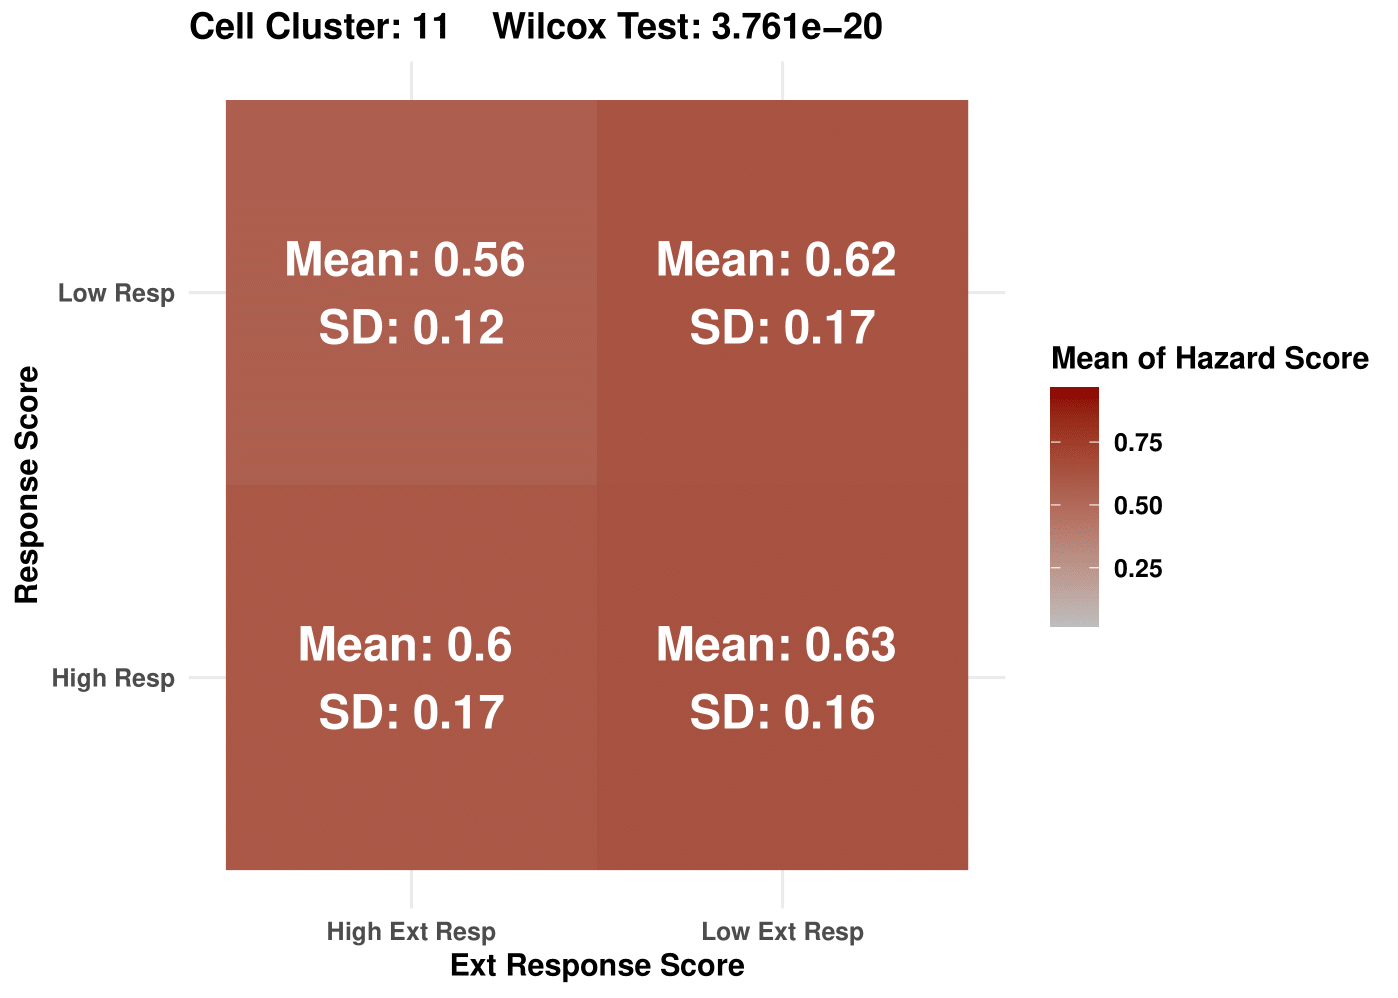 Cell Cluster: 11    Wilcox Test: 3.761e−20
Mean: 0.56
SD: 0.12
Mean: 0.62
SD: 0.17
Mean: 0.6
SD: 0.17
Mean: 0.63
SD: 0.16
Low Resp
High Resp
Response Score
High Ext Resp
Low Ext Resp
Ext Response Score
Mean of Hazard Score
0.75
0.50
0.25